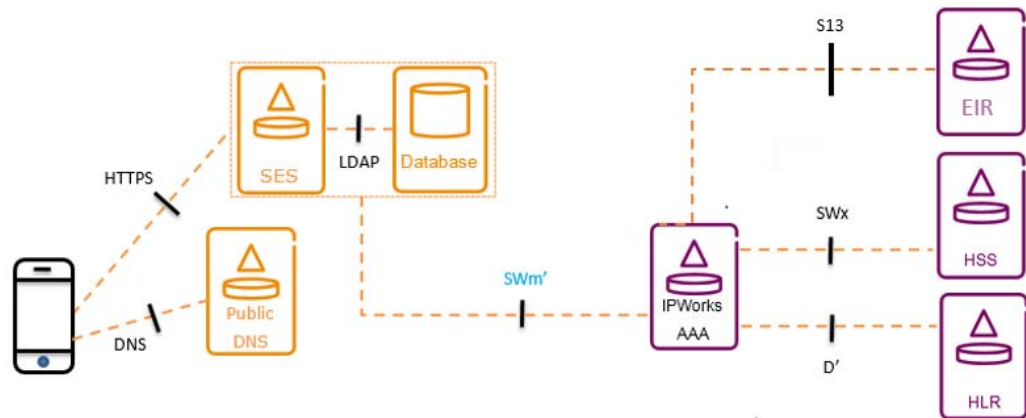 S13
EIR
HTTPS
SES
LDAP
Database
SWx
HSS
Public
DNS
DNS
SWm'
IPWorks
AAA
D'
HLR